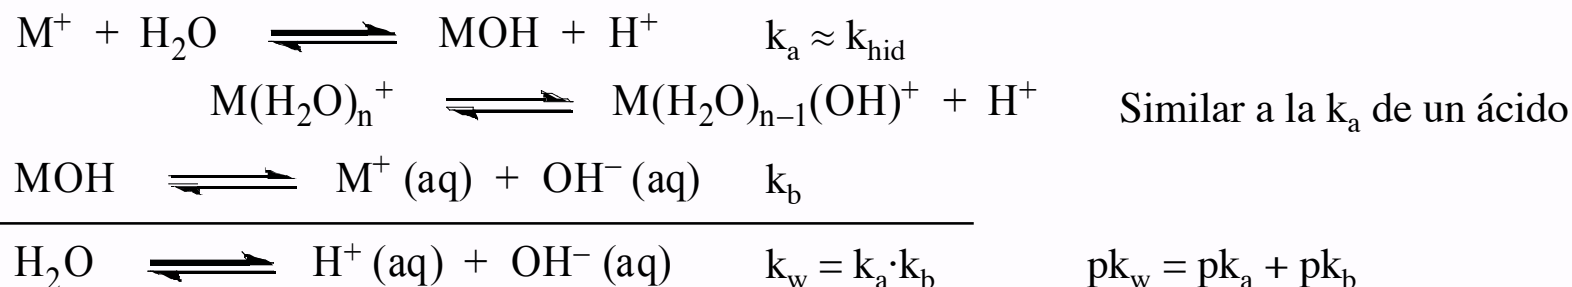 M⁺ + H₂O ⇌ MOH + H⁺ kₐ ≈ k_hid
M(H₂O)ₙ⁺ ⇌ M(H₂O)ₙ₋₁(OH)⁺ + H⁺ Similar a la kₐ de un ácido
MOH ⇌ M⁺ (aq) + OH⁻ (aq) k_b
H₂O ⇌ H⁺ (aq) + OH⁻ (aq) k_w = kₐ·k_b pk_w = pkₐ + pk_b